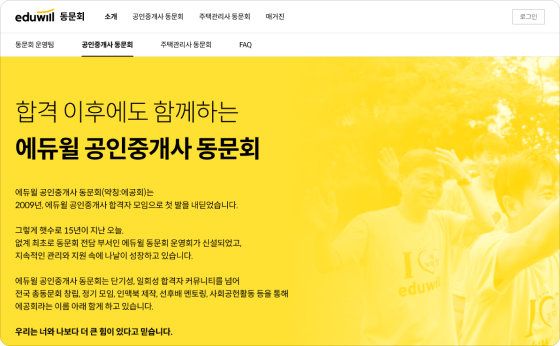 eduwill 동문회 소개 공인중개사 동문회 주택관리사 동문회 매거진 로그인
동문회 운영팀 공인중개사 동문회 주택관리사 동문회 FAQ
합격 이후에도 함께하는
에듀윌 공인중개사 동문회
에듀윌 공인중개사 동문회(약칭:에공회)는
2009년, 에듀윌 공인중개사 합격자 모임으로 첫 발을 내딛었습니다.
그렇게 햇수로 15년이 지난 오늘.
업계 최초로 동문회 전담 부서인 에듀윌 동문회 운영회가 신설되었고,
지속적인 관리와 지원 속에 나날이 성장하고 있습니다.
에듀윌 공인중개사 동문회는 단기성, 일회성 합격자 커뮤니티를 넘어
전국 총동문회 창립, 정기 모임, 인맥북 제작, 선후배 멘토링, 사회공헌활동 등을 통해
에공회라는 이름 아래 함께 하고 있습니다.
우리는 너와 나보다 더 큰 힘이 있다고 믿습니다.
I
eduwill